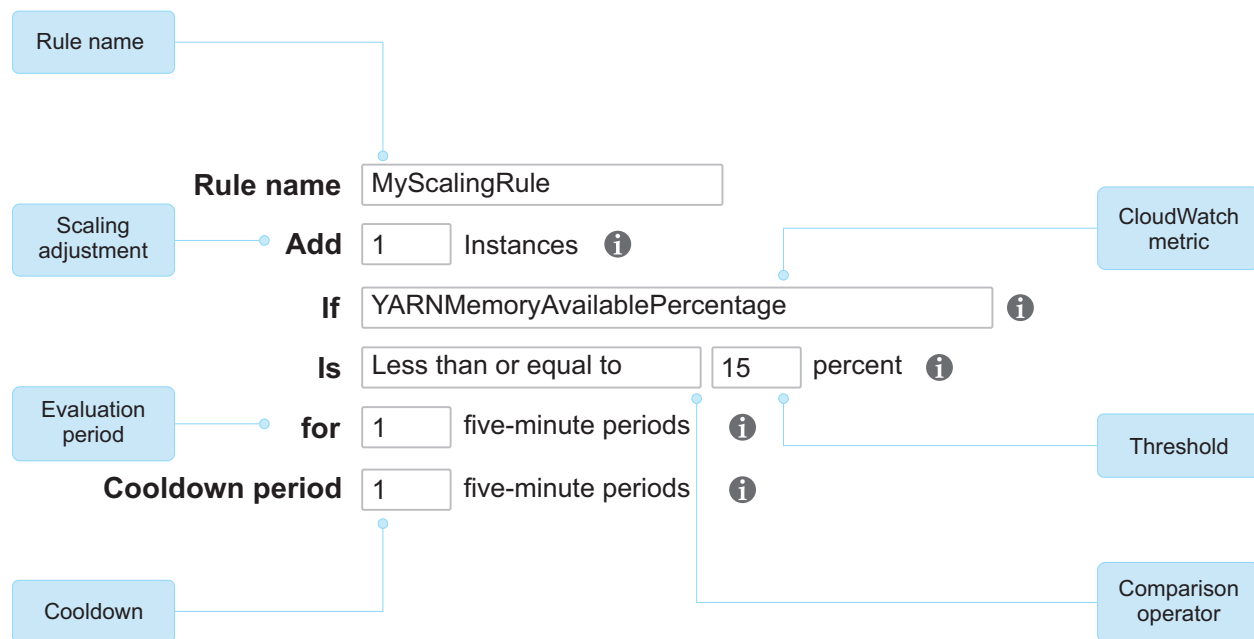 Rule name
Rule name MyScalingRule
Scaling
adjustment
Add 1 Instances i
CloudWatch
metric
If YARNMemoryAvailablePercentage i
Is Less than or equal to 15 percent i
Evaluation
period
for 1 five-minute periods i
Threshold
Cooldown period 1 five-minute periods i
Cooldown
Comparison
operator